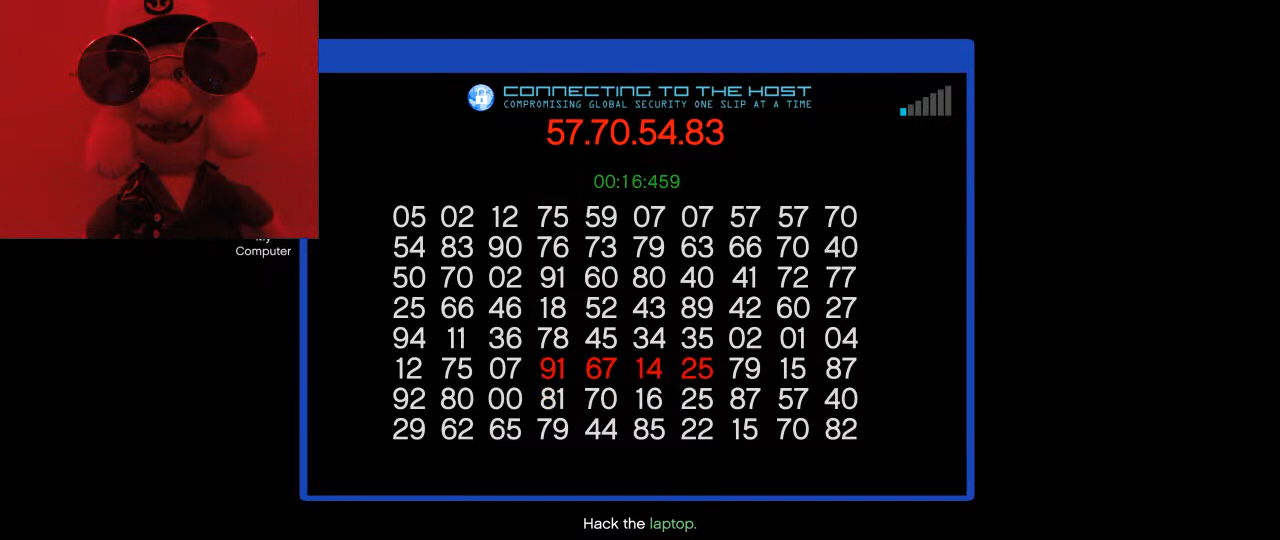 CONNECTING TO THE HOST
COMPROMISING GLOBAL SECURITY ONE SLIP AT A TIME
57.70.54.83
00:16:459
05 02 12 75 59 07 07 57 57 70
54 83 90 76 73 79 63 66 70 40
50 70 02 91 60 80 40 41 72 77
25 66 46 18 52 43 89 42 60 27
94 11 36 78 45 34 35 02 01 04
12 75 07 91 67 14 25 79 15 87
92 80 00 81 70 16 25 87 57 40
29 62 65 79 44 85 22 15 70 82
My
Computer
Hack the laptop.